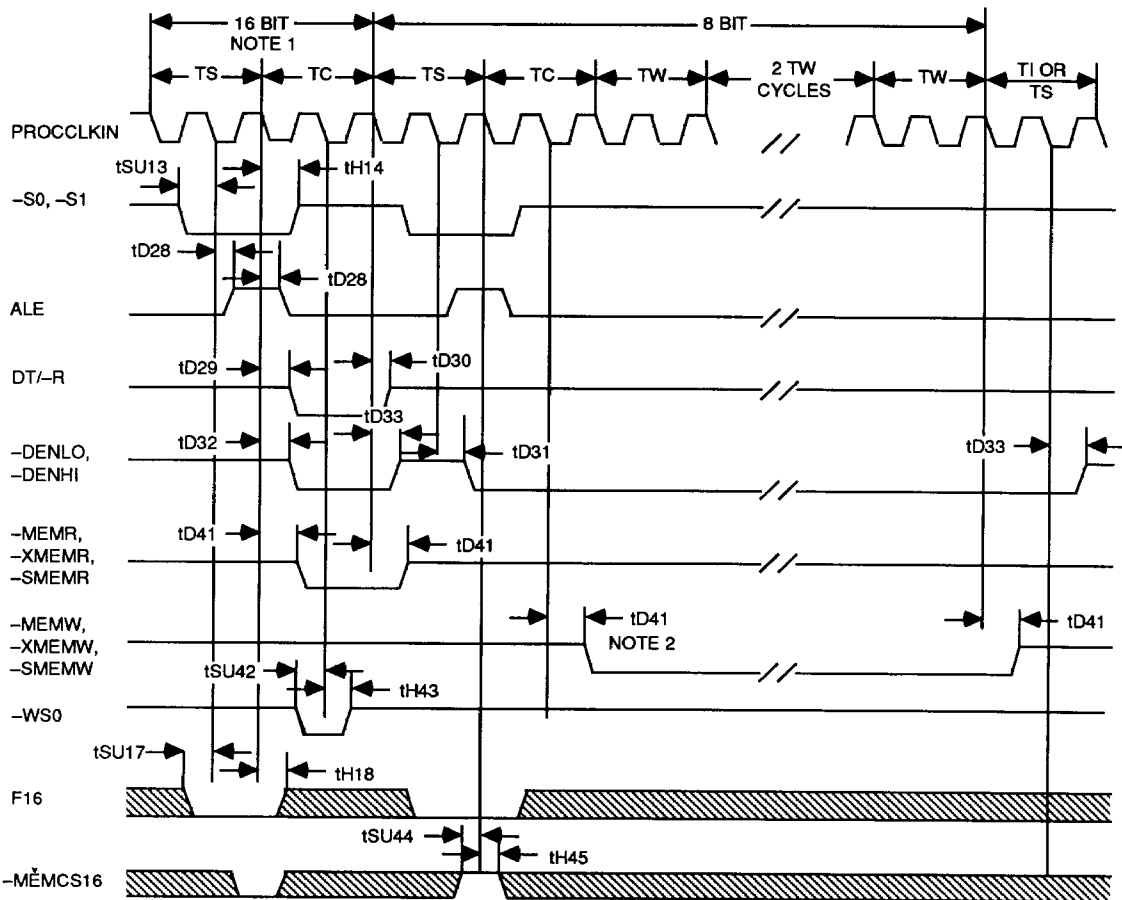 16 BIT
NOTE 1
8 BIT
TS
TC
TS
TC
TW
2 TW
CYCLES
TW
TI OR
TS
PROCCLKIN
tSU13
tH14
–S0, –S1
tD28
tD28
ALE
tD29
tD30
DT/–R
tD33
tD32
tD31
tD33
–DENLO,
–DENHI
tD41
tD41
–MEMR,
–XMEMR,
–SMEMR
tD41
NOTE 2
tD41
–MEMW,
–XMEMW,
–SMEMW
tSU42
tH43
–WS0
tSU17
tH18
F16
tSU44
tH45
–MĚMCS16